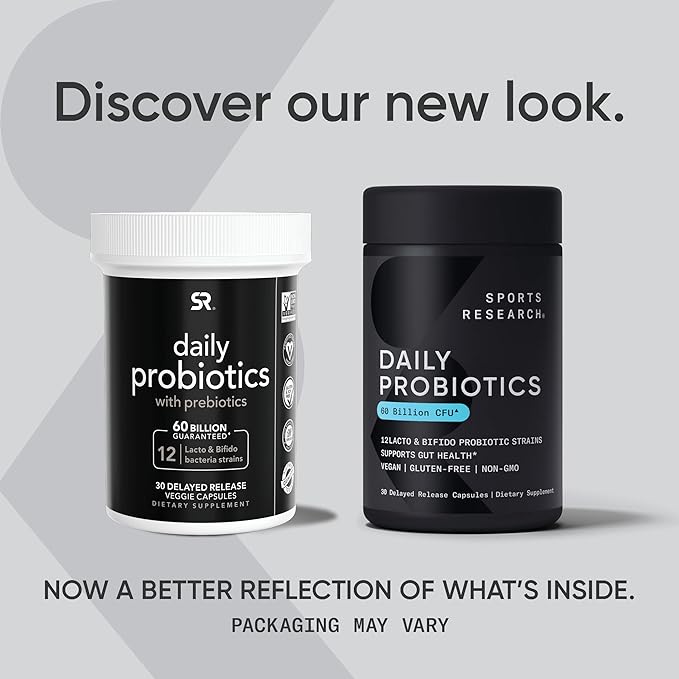 Discover our new look.
SR®
daily
probiotics
with prebiotics
60 BILLION
GUARANTEED⁺
12 Lacto & Bifido
bacteria strains
30 DELAYED RELEASE
VEGGIE CAPSULES
DIETARY SUPPLEMENT
SPORTS
RESEARCH®
DAILY
PROBIOTICS
60 Billion CFU▲
12LACTO & BIFIDO PROBIOTIC STRAINS
SUPPORTS GUT HEALTH*
VEGAN | GLUTEN-FREE | NON-GMO
30 Delayed Release Capsules | Dietary Supplement
NOW A BETTER REFLECTION OF WHAT'S INSIDE.
PACKAGING MAY VARY